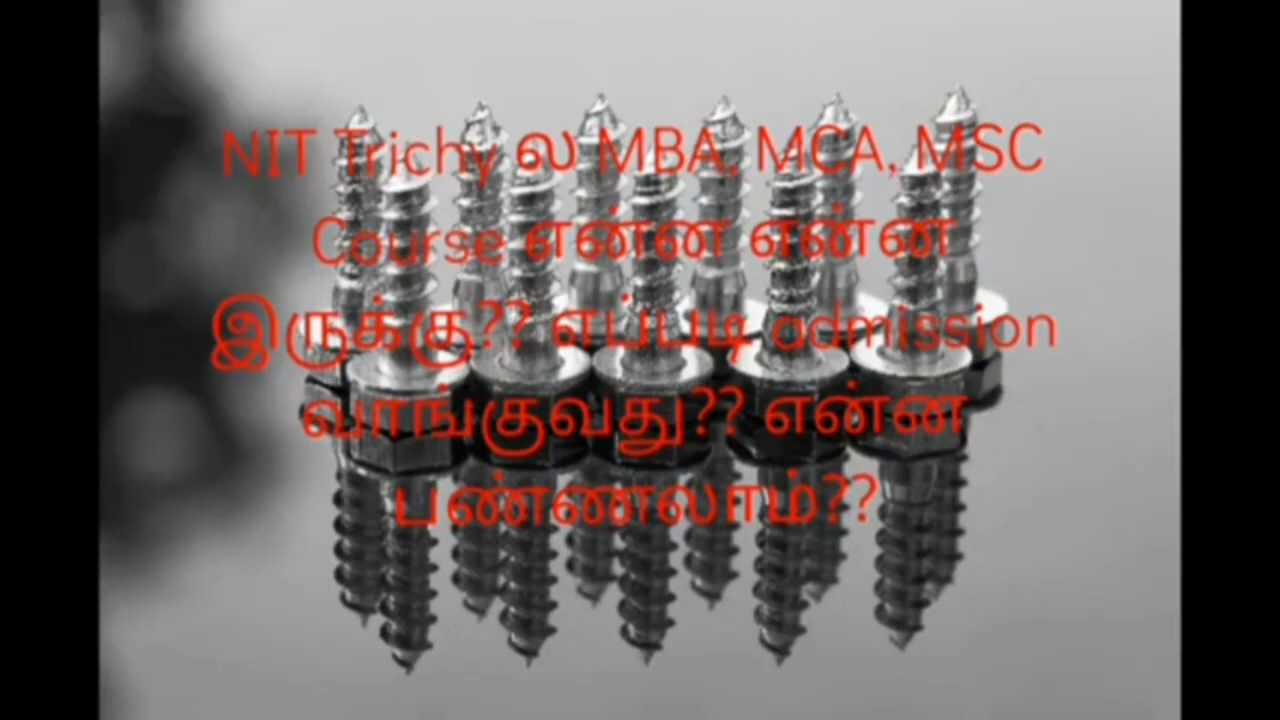 NIT Trichy ல MBA, MCA, MSC
Course என்ன என்ன
இருக்கு?? எப்படி admission
வாங்குவது?? என்ன
பண்ணலாம்??